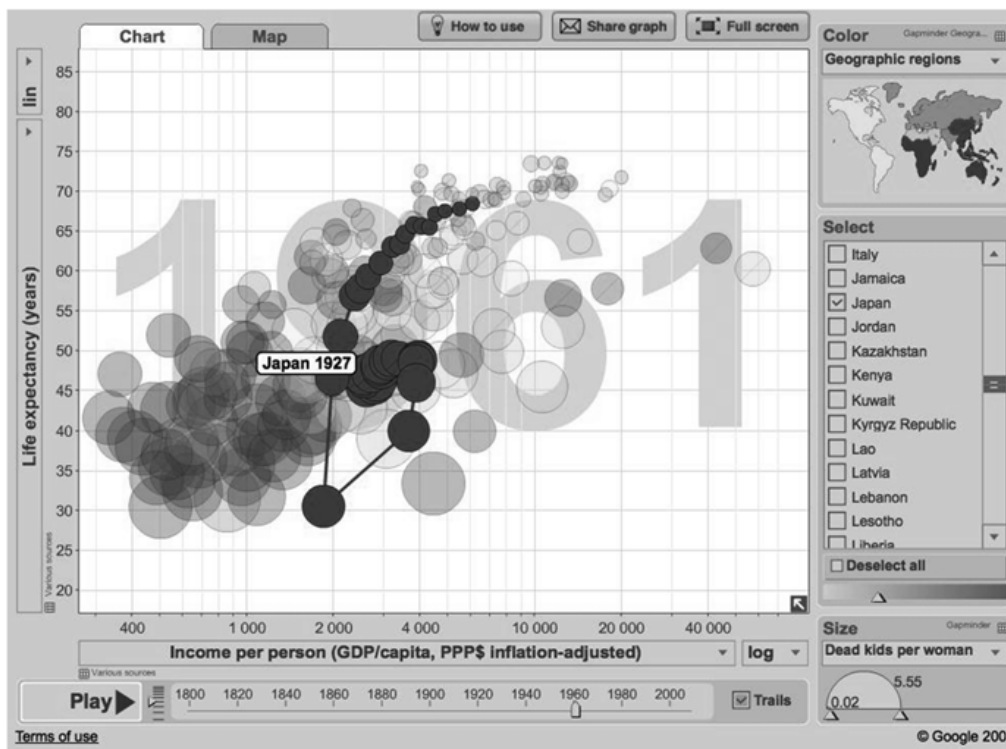 Chart
Map
How to use
Share graph
Full screen
Color
Gapminder Geogra...
Geographic regions
lin
Life expectancy (years)
Various sources
85
80
75
70
65
60
55
50
45
40
35
30
25
20
1961
Japan 1927
400
1 000
2 000
4 000
10 000
20 000
40 000
Income per person (GDP/capita, PPP$ inflation-adjusted)
log
Various sources
Select
Italy
Jamaica
Japan
Jordan
Kazakhstan
Kenya
Kuwait
Kyrgyz Republic
Lao
Latvia
Lebanon
Lesotho
Liberia
Deselect all
Size
Gapminder
Dead kids per woman
5.55
0.02
Play
1800 1820 1840 1860 1880 1900 1920 1940 1960 1980 2000
Trails
Terms of use
© Google 200